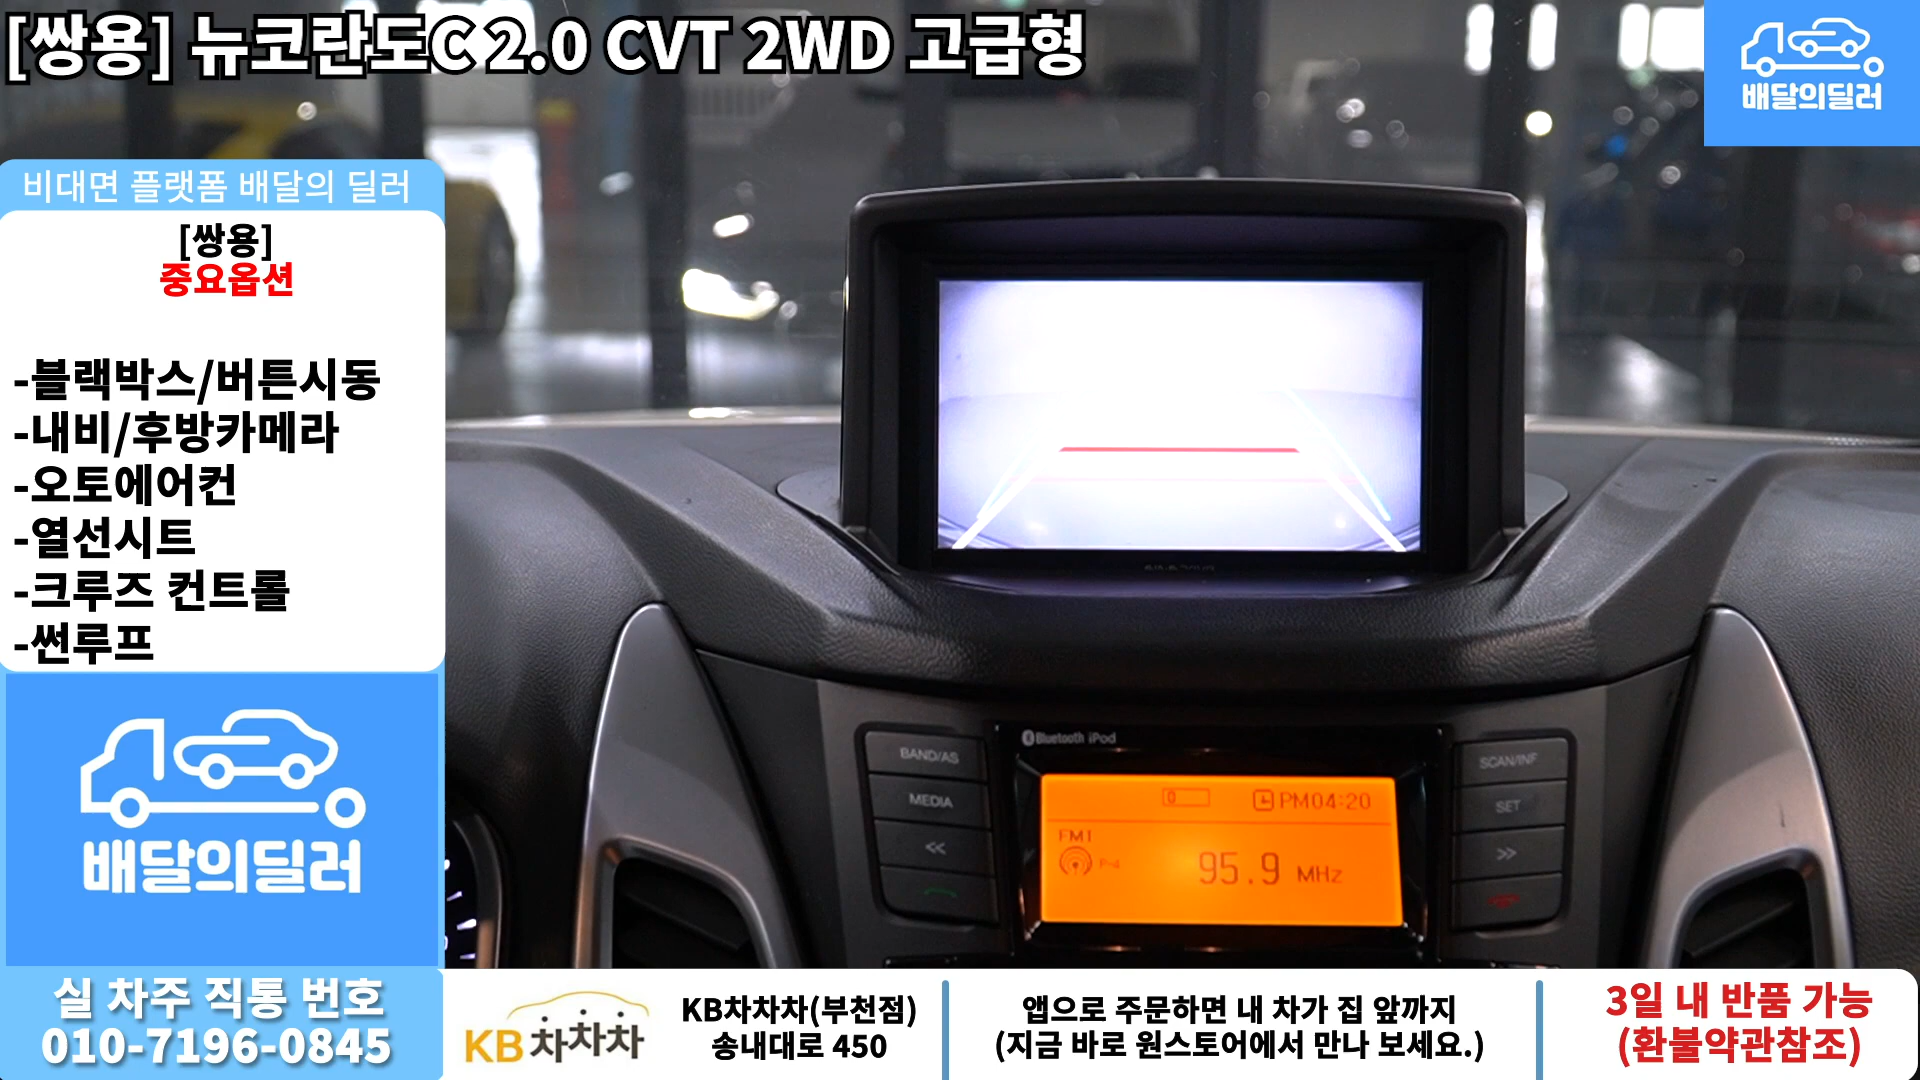 [쌍용] 뉴코란도C 2.0 CVT 2WD 고급형
배달의딜러
비대면 플랫폼 배달의 딜러
[쌍용]
중요옵션
-블랙박스/버튼시동
-내비/후방카메라
-오토에어컨
-열선시트
-크루즈 컨트롤
-썬루프
배달의딜러
실 차주 직통 번호
010-7196-0845
Bluetooth iPod
BAND/AS
MEDIA
SCAN/INF
SET
PM04:20
FM1
95.9 MHz
KB차차차
KB차차차(부천점)
송내대로 450
앱으로 주문하면 내 차가 집 앞까지
(지금 바로 원스토어에서 만나 보세요.)
3일 내 반품 가능
(환불약관참조)